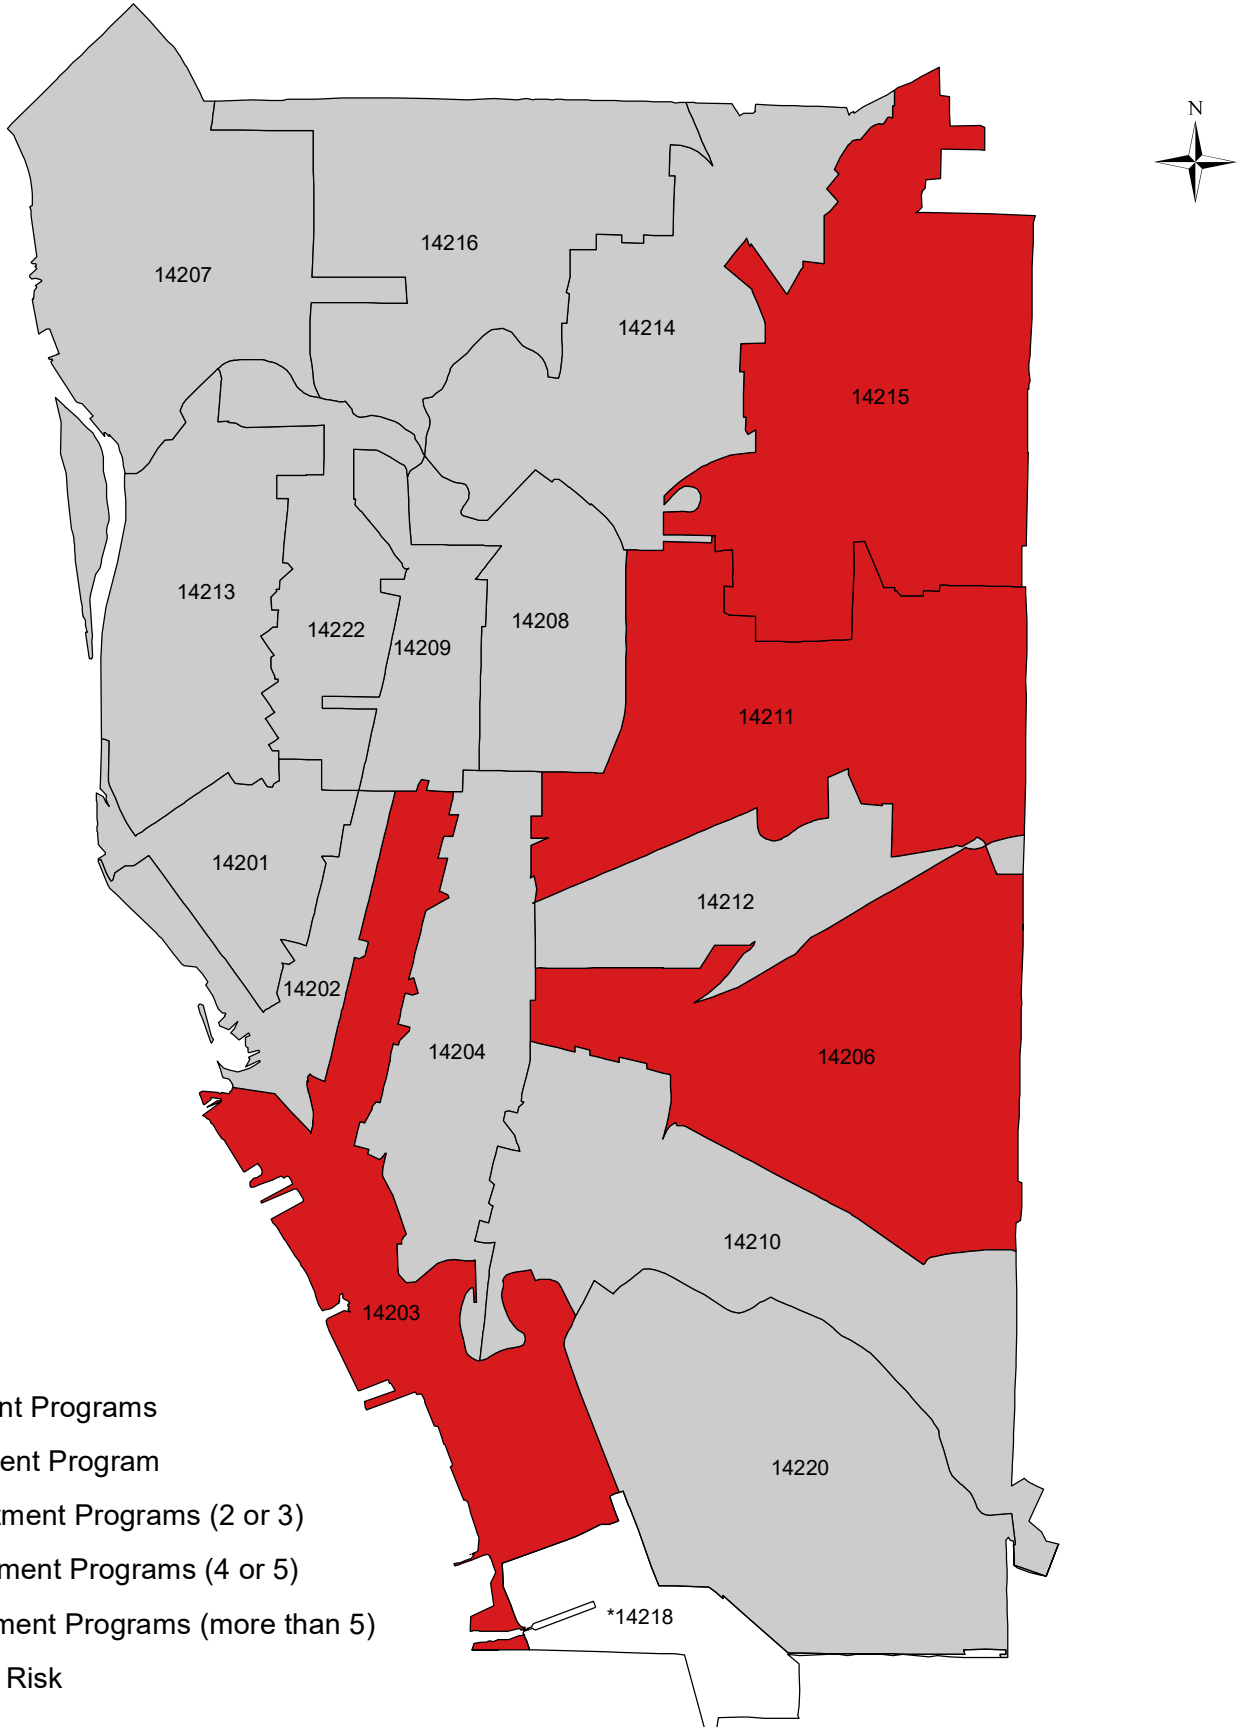 N
14216
14207
14214
14215
14213
14208
14222
14209
14211
14201
14212
14202
14204
14206
14210
14203
nt Programs
ent Program
14220
tment Programs (2 or 3)
ment Programs (4 or 5)
ment Programs (more than 5)
*14218
Risk